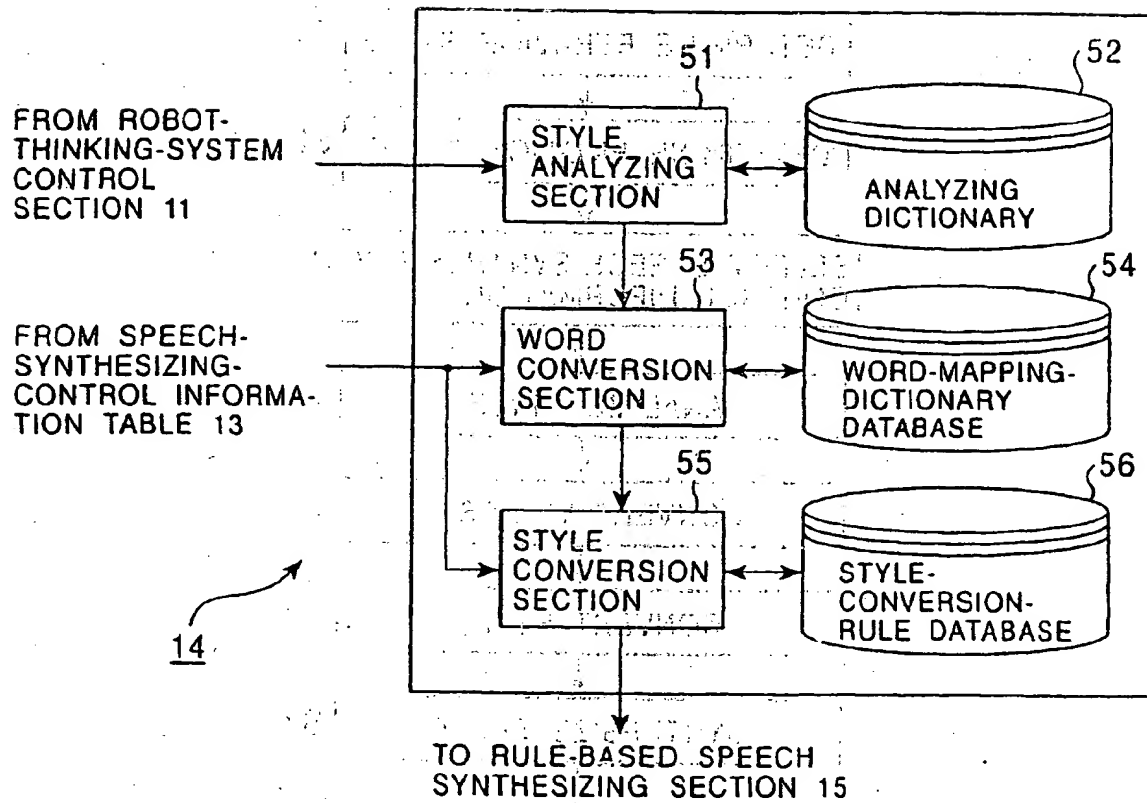 51
52
FROM ROBOT-
THINKING-SYSTEM
CONTROL
SECTION 11
STYLE
ANALYZING
SECTION
ANALYZING
DICTIONARY
53
54
FROM SPEECH-
SYNTHESIZING-
CONTROL INFORMA-
TION TABLE 13
WORD
CONVERSION
SECTION
WORD-MAPPING-
DICTIONARY
DATABASE
55
56
STYLE
CONVERSION
SECTION
STYLE-
CONVERSION-
RULE DATABASE
14
TO RULE-BASED SPEECH
SYNTHESIZING SECTION 15